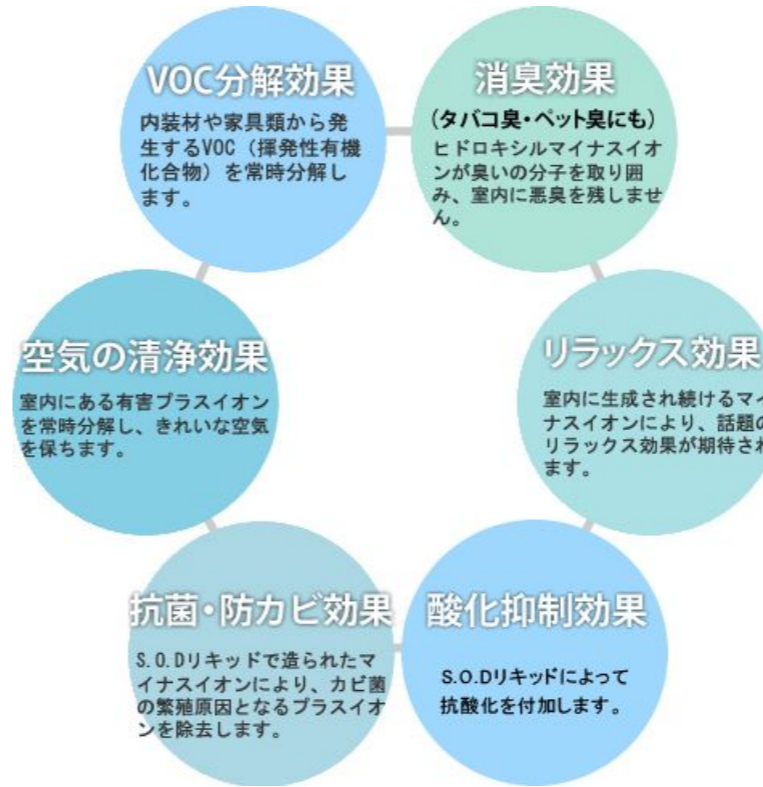 VOC分解効果
内装材や家具類から発
生するVOC（揮発性有機
化合物）を常時分解し
ます。
消臭効果
(タバコ臭・ペット臭にも)
ヒドロキシルマイナスイオ
ンが臭いの分子を取り囲
み、室内に悪臭を残しませ
ん。
空気の清浄効果
室内にある有害プラスイオン
を常時分解し、きれいな空気
を保ちます。
リラックス効果
室内に生成され続けるマイ
ナスイオンにより、話題の
リラックス効果が期待され
ます。
抗菌・防カビ効果
S.O.Dリキッドで造られたマ
イナスイオンにより、カビ菌
の繁殖原因となるプラスイオ
ンを除去します。
酸化抑制効果
S.O.Dリキッドによって
抗酸化を付加します。